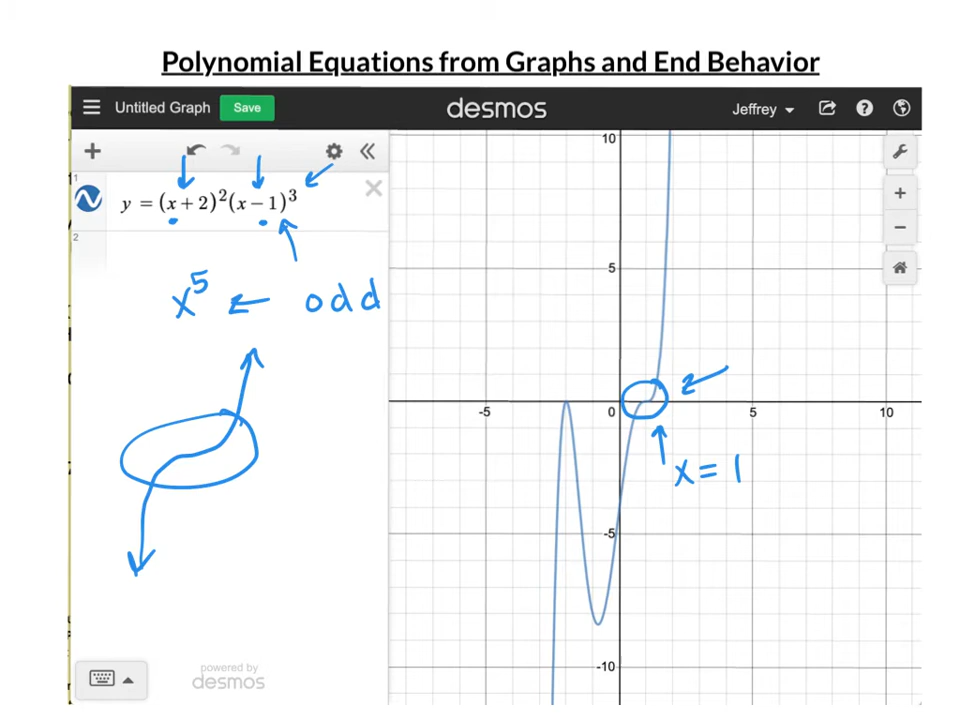 Polynomial Equations from Graphs and End Behavior
Untitled Graph Save desmos Jeffrey
1
y = (x + 2)²(x − 1)³
2
x⁵ ← odd
10
5
-5 0 5 10
x = 1
-5
-10
powered by
desmos